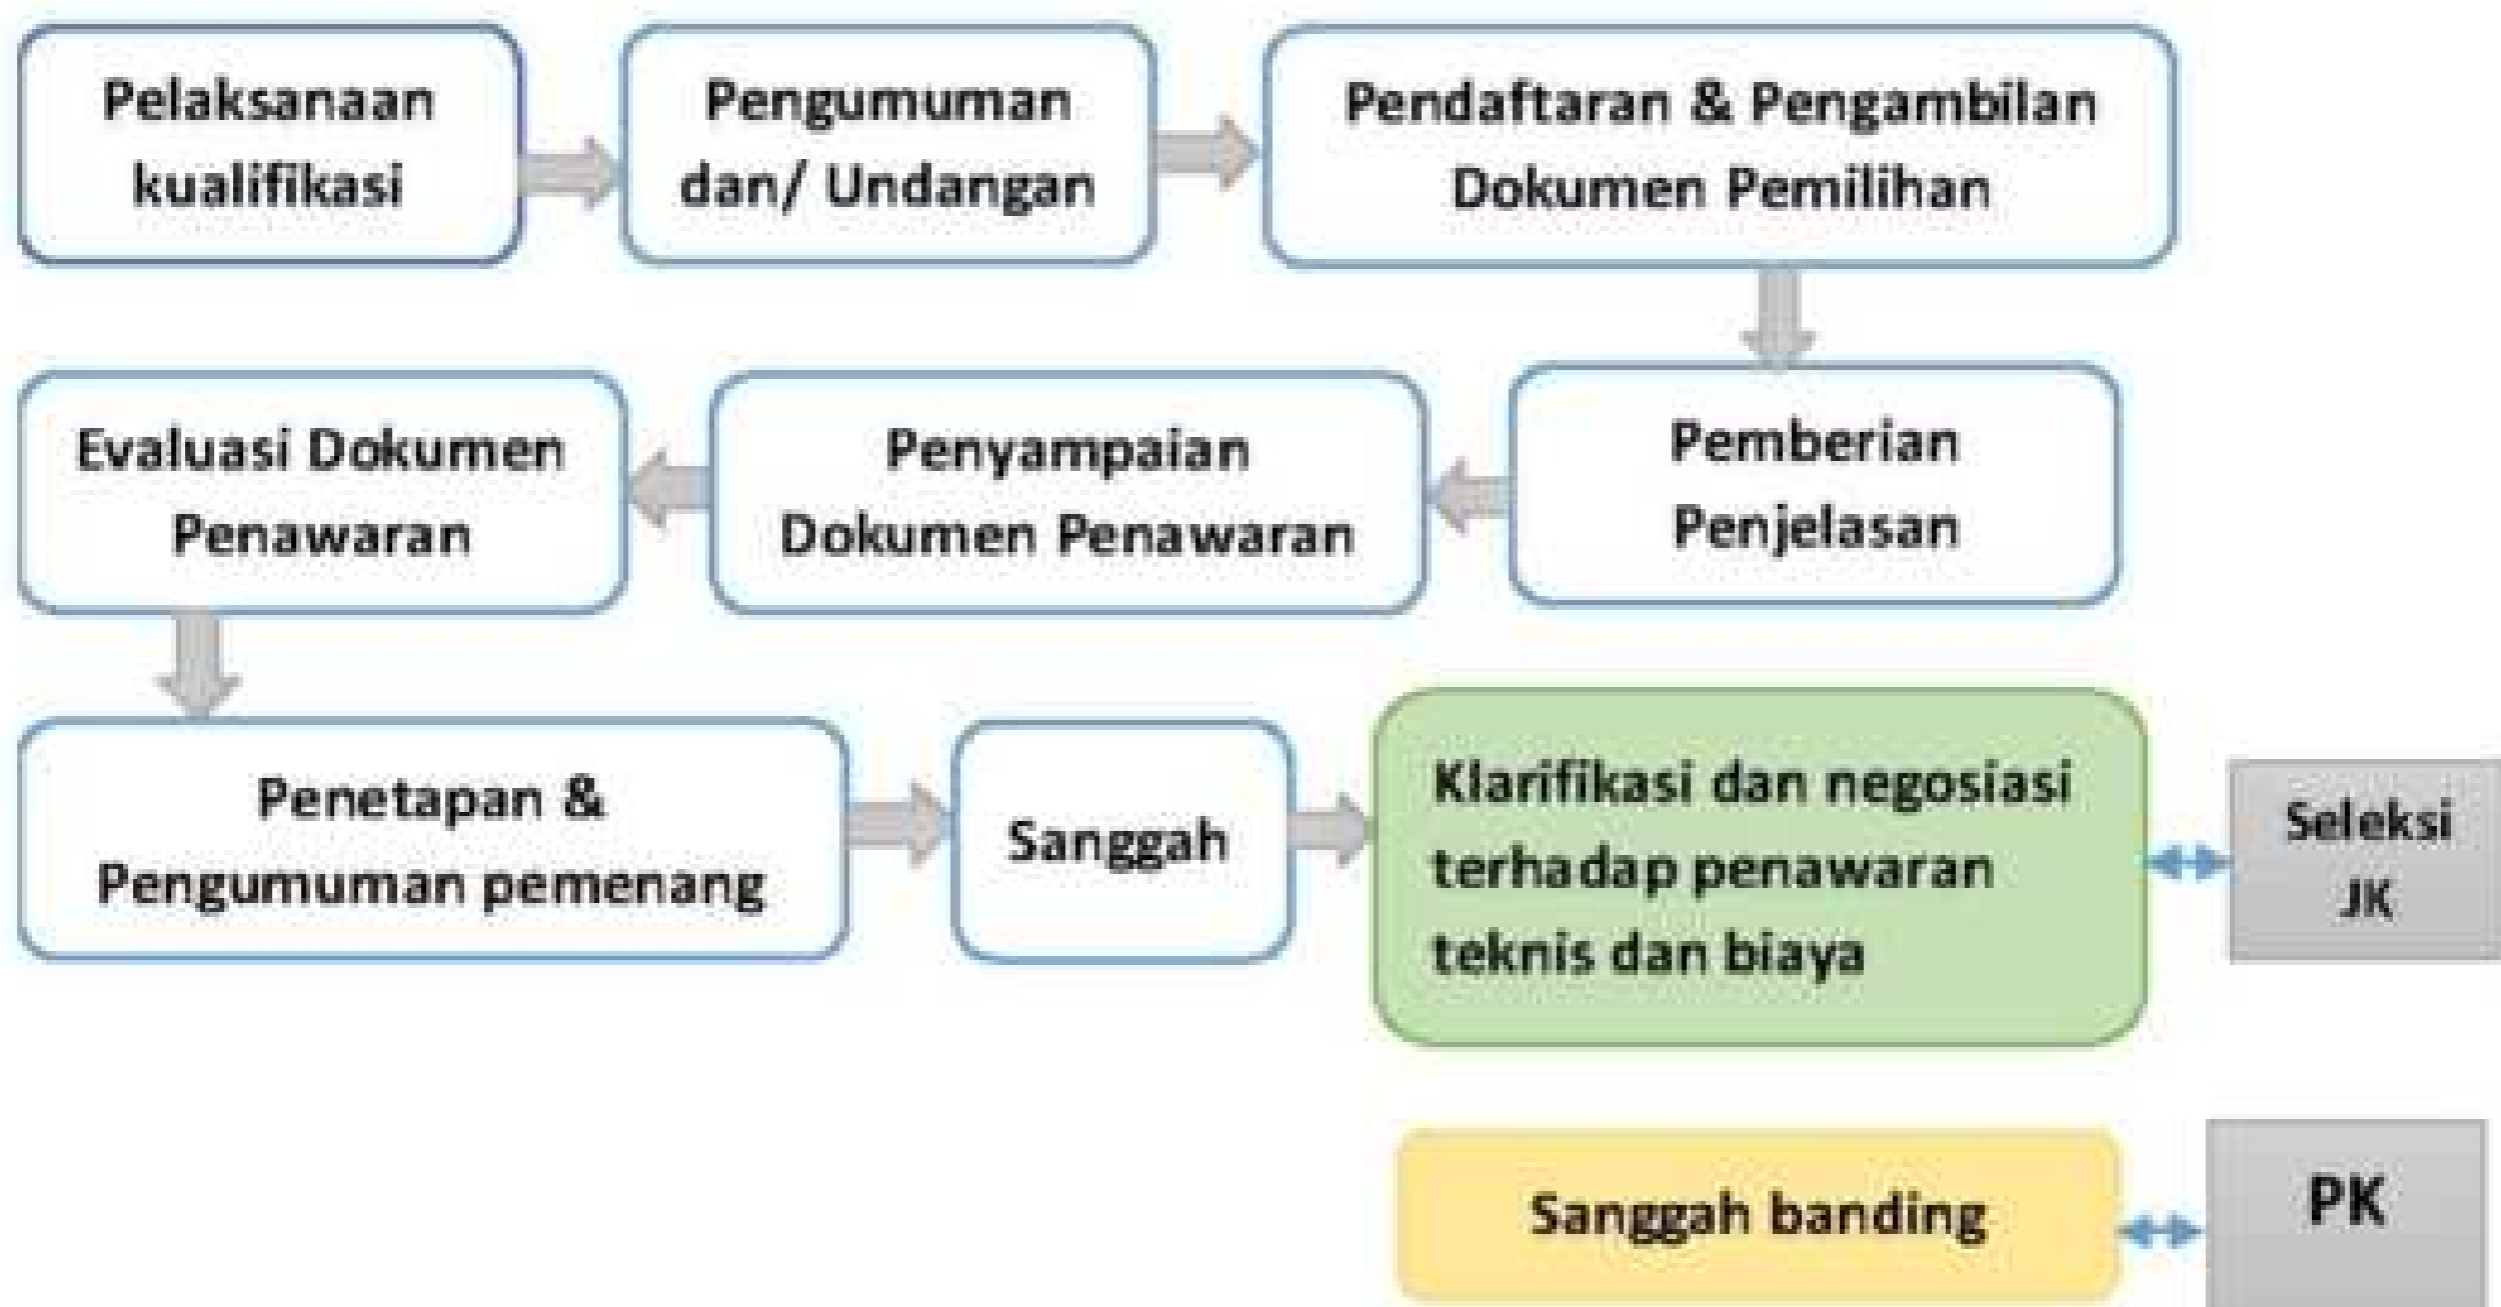 Pelaksanaan
kualifikasi
Pengumuman
dan/ Undangan
Pendaftaran & Pengambilan
Dokumen Pemilihan
Pemberian
Penjelasan
Penyampaian
Dokumen Penawaran
Evaluasi Dokumen
Penawaran
Penetapan &
Pengumuman pemenang
Sanggah
Klarifikasi dan negosiasi
terhadap penawaran
teknis dan biaya
Seleksi
JK
Sanggah banding
PK